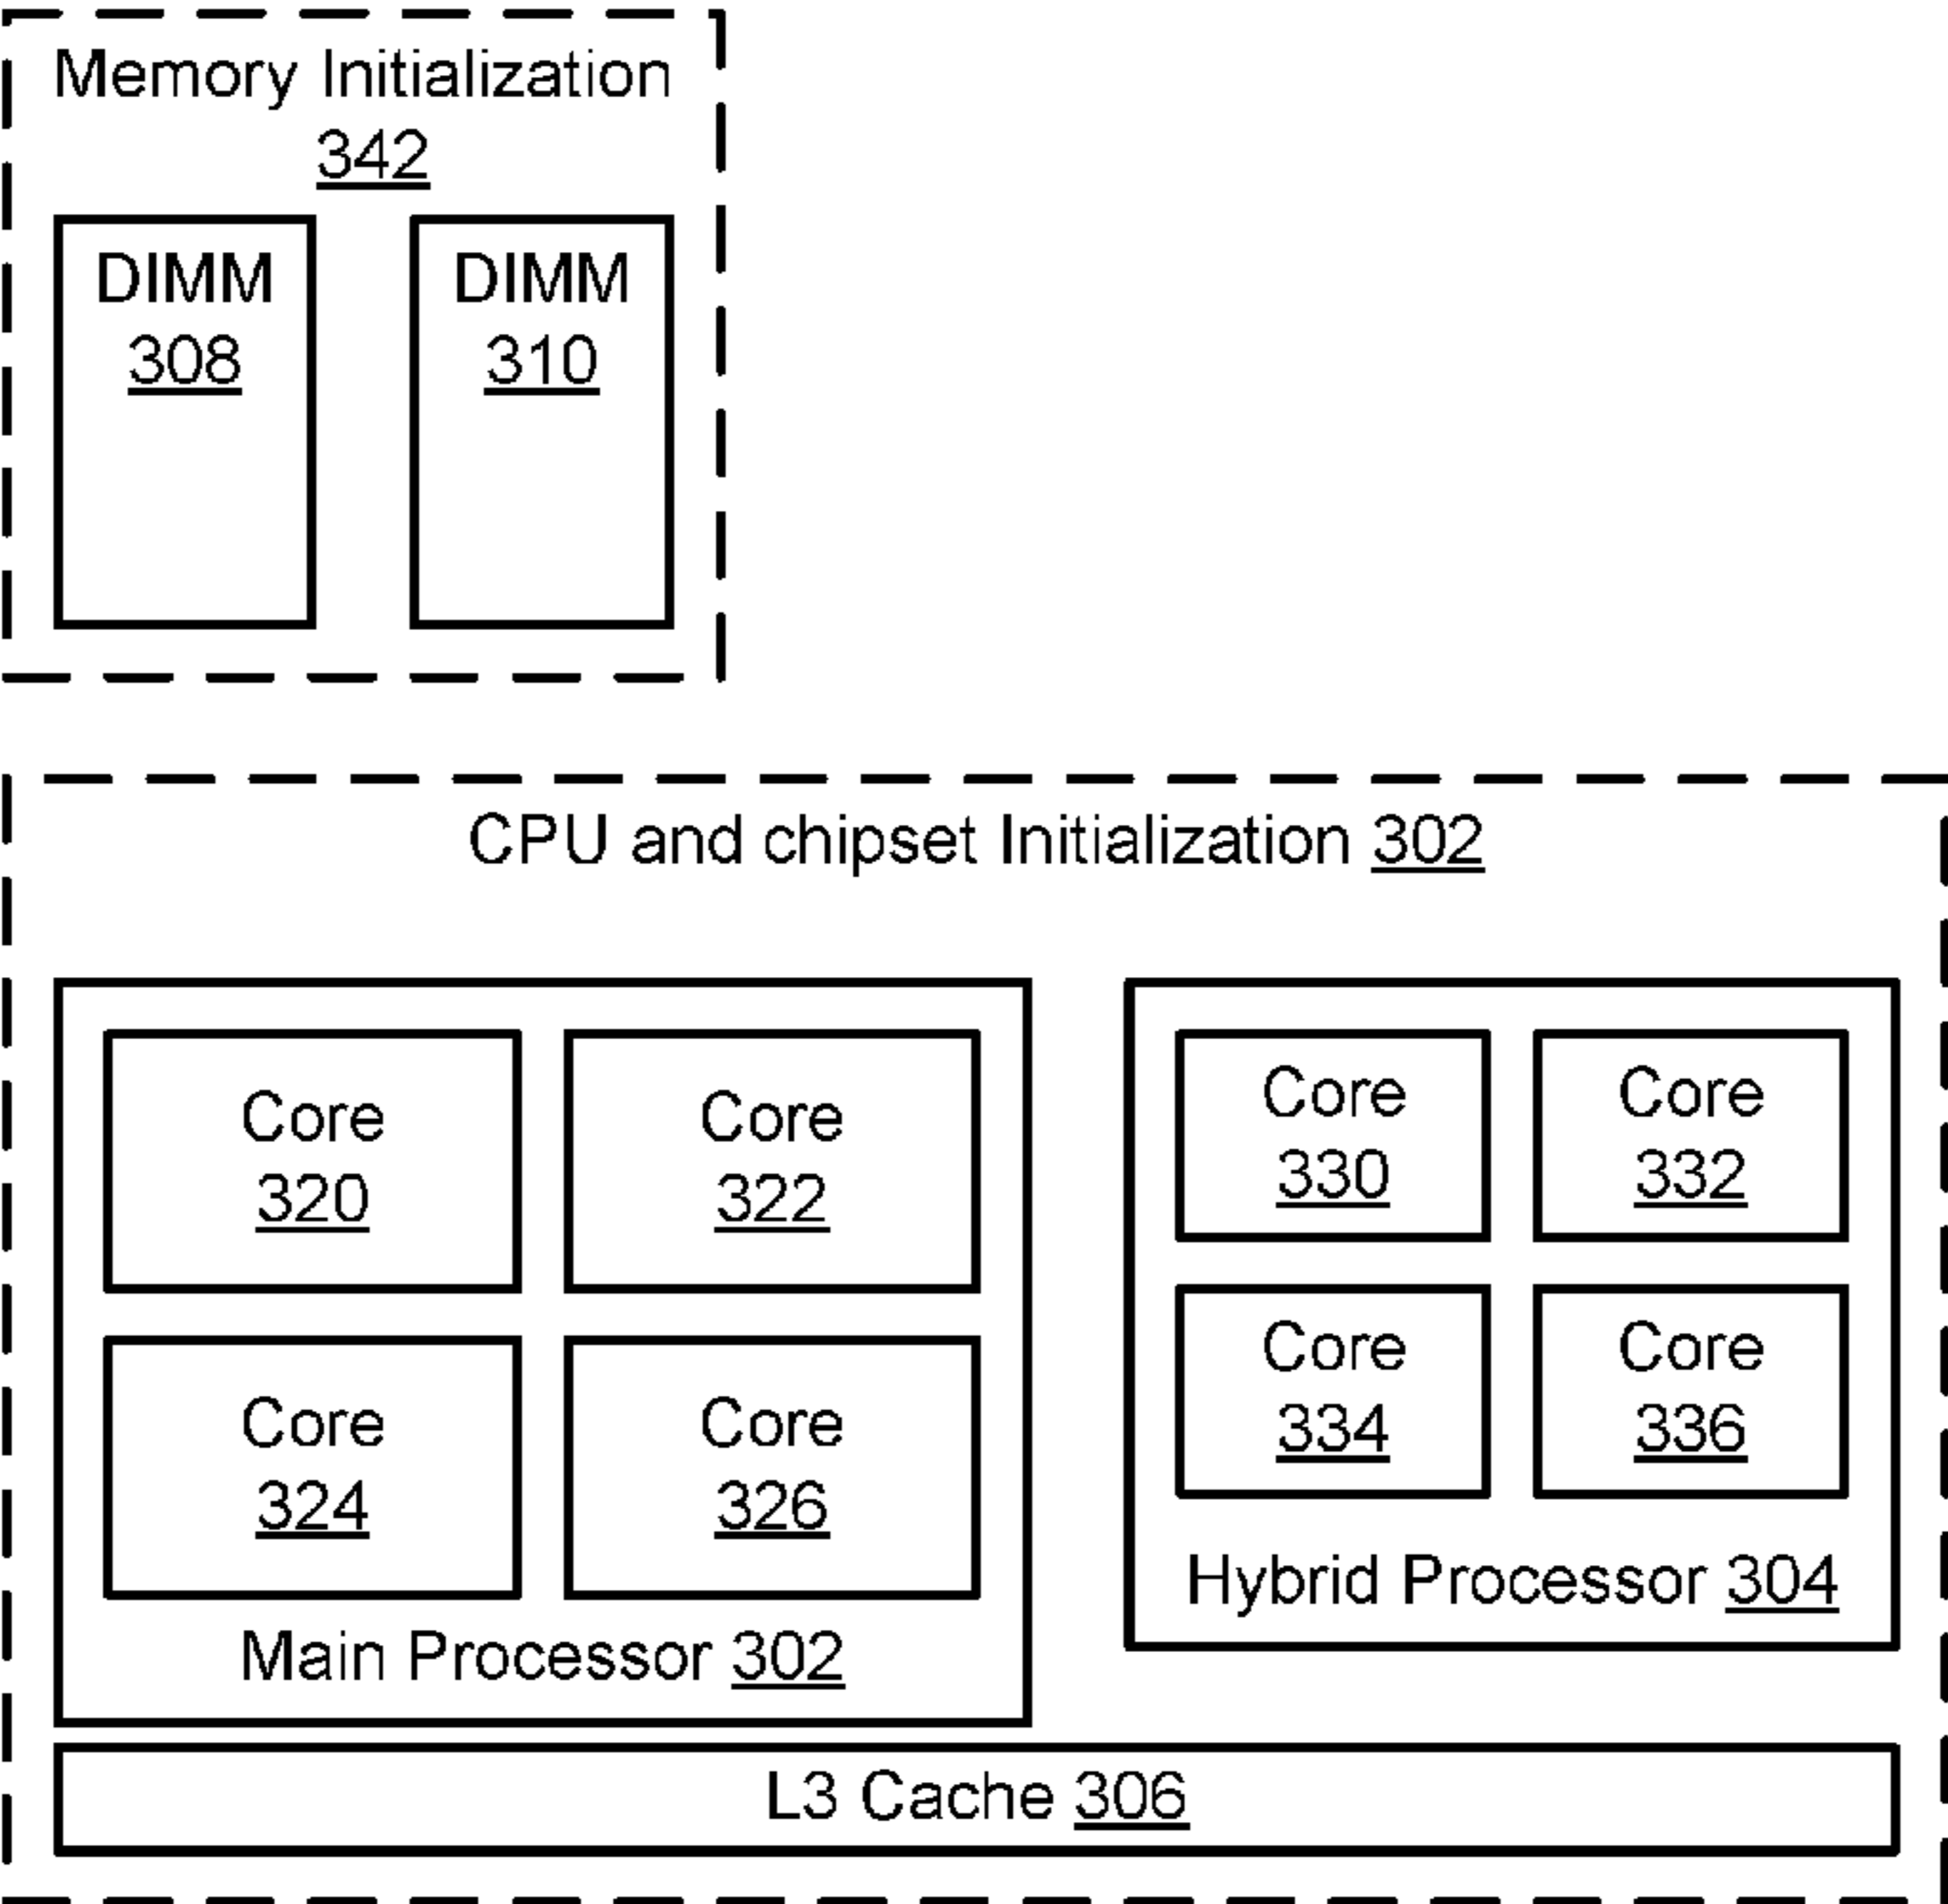 Memory Initialization
342
DIMM
308
DIMM
310
CPU and chipset Initialization 302
Core
320
Core
322
Core
324
Core
326
Main Processor 302
Core
330
Core
332
Core
334
Core
336
Hybrid Processor 304
L3 Cache 306